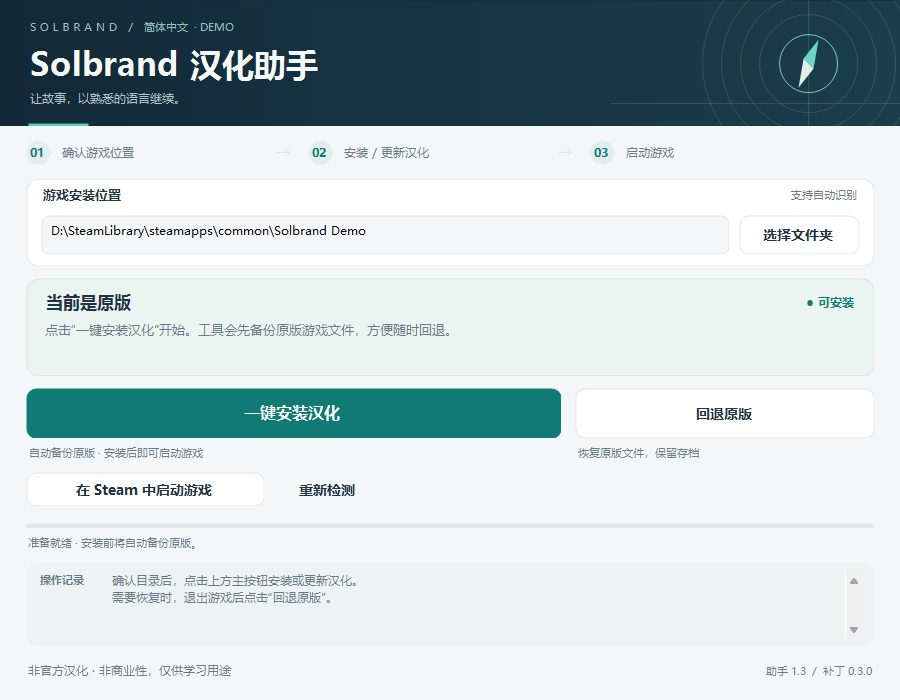 SOLBRAND / 简体中文 · DEMO
Solbrand 汉化助手
让故事，以熟悉的语言继续。
01 确认游戏位置 → 02 安装 / 更新汉化 → 03 启动游戏
游戏安装位置 支持自动识别
D:\SteamLibrary\steamapps\common\Solbrand Demo 选择文件夹
当前是原版 ● 可安装
点击“一键安装汉化”开始。工具会先备份原版游戏文件，方便随时回退。
一键安装汉化 回退原版
自动备份原版 · 安装后即可启动游戏 恢复原版文件，保留存档
在 Steam 中启动游戏 重新检测
准备就绪 · 安装前将自动备份原版。
操作记录 确认目录后，点击上方主按钮安装或更新汉化。
需要恢复时，退出游戏后点击“回退原版”。
非官方汉化 · 非商业性，仅供学习用途 助手 1.3 / 补丁 0.3.0